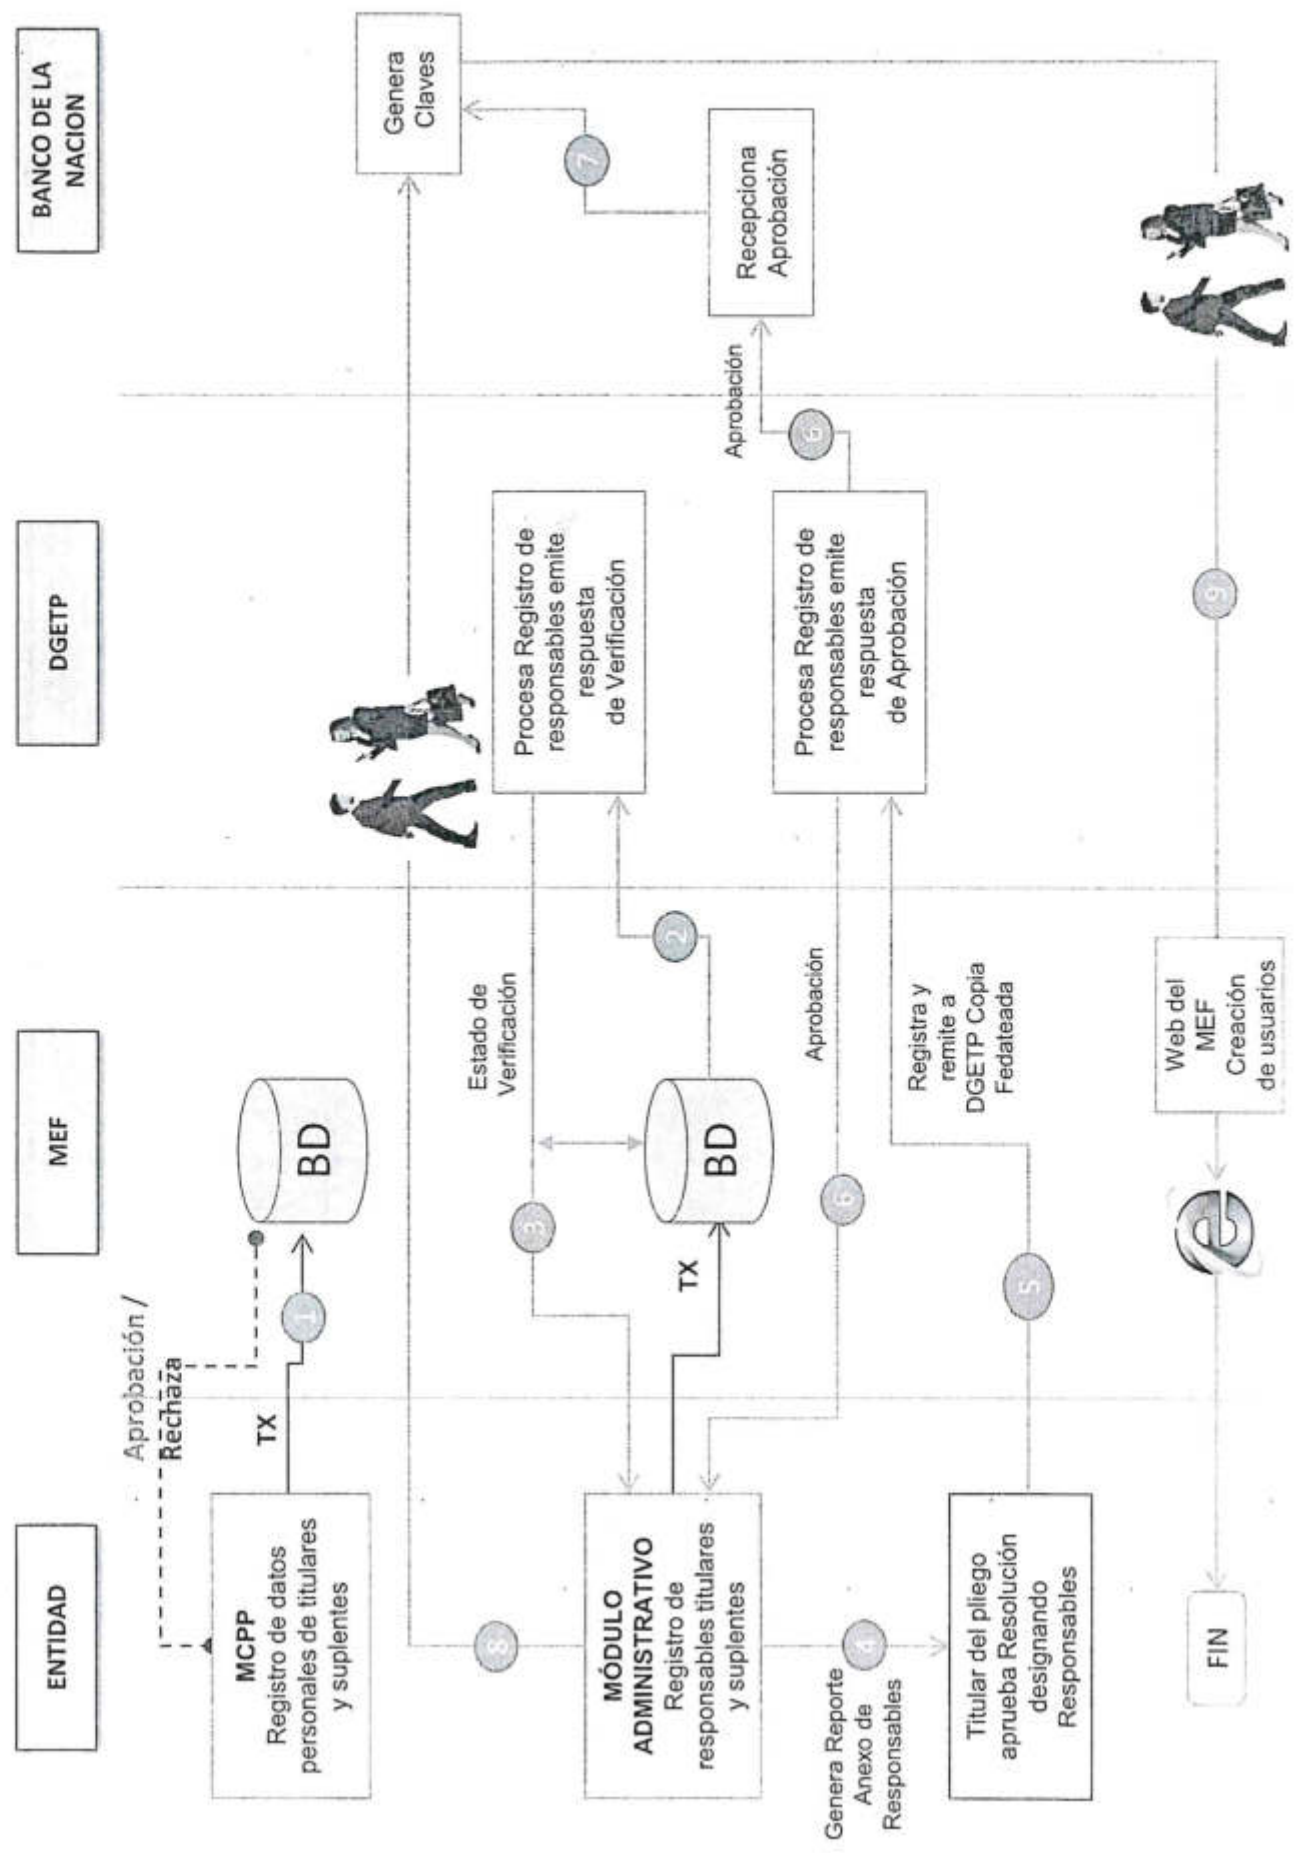 ENTIDAD
MEF
DGETP
BANCO DE LA
NACION
Aprobación /
Rechaza
MCPP
Registro de datos
personales de titulares
y suplentes
TX
1
BD
Genera
Claves
8
MÓDULO
ADMINISTRATIVO
Registro de
responsables titulares
y suplentes
TX
3
Estado de
Verificación
BD
2
Procesa Registro de
responsables emite
respuesta
de Verificación
7
Recepciona
Aprobación
Genera Reporte
Anexo de
Responsables
4
6
Aprobación
Procesa Registro de
responsables emite
respuesta
de Aprobación
6
Aprobación
Titular del pliego
aprueba Resolución
designando
Responsables
5
Registra y
remite a
DGETP Copia
Fedateada
FIN
e
Web del
MEF
Creación
de usuarios
9